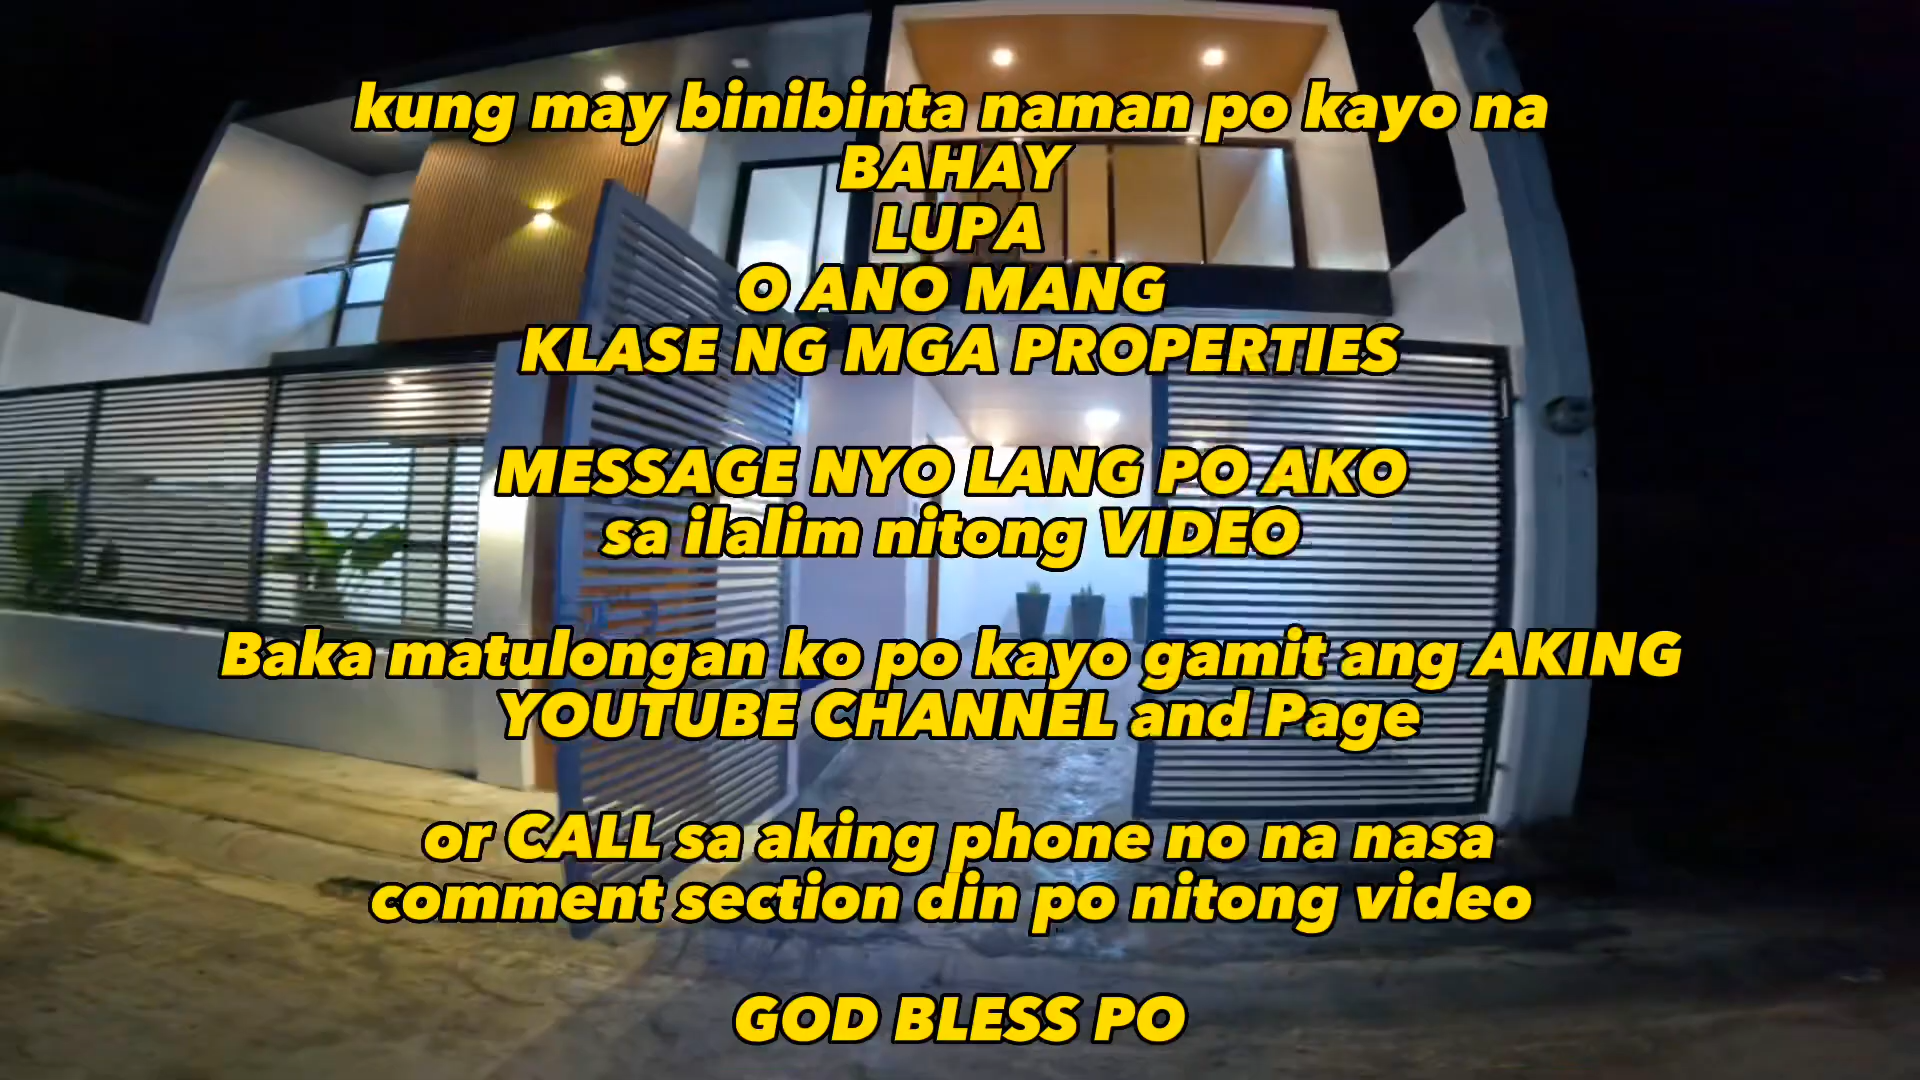 kung may binibinta naman po kayo na
BAHAY
LUPA
O ANO MANG
KLASE NG MGA PROPERTIES
MESSAGE NYO LANG PO AKO
sa ilalim nitong VIDEO
Baka matulongan ko po kayo gamit ang AKING
YOUTUBE CHANNEL and Page
or CALL sa aking phone no na nasa
comment section din po nitong video
GOD BLESS PO